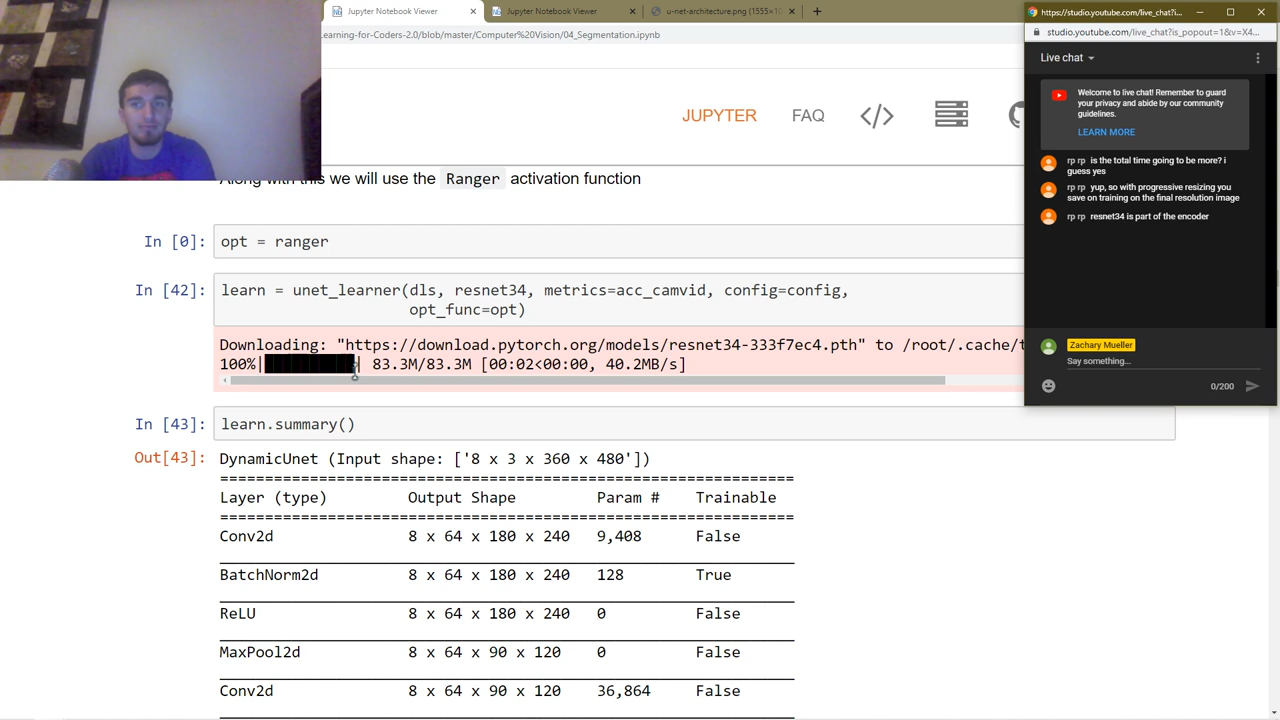 Jupyter Notebook Viewer
Jupyter Notebook Viewer
u-net-architecture.png (1555×10
earning-for-Coders-2.0/blob/master/Computer%20Vision/04_Segmentation.ipynb
JUPYTER FAQ
Along with this we will use the Ranger activation function
In [0]: opt = ranger
In [42]: learn = unet_learner(dls, resnet34, metrics=acc_camvid, config=config,
opt_func=opt)
Downloading: "https://download.pytorch.org/models/resnet34-333f7ec4.pth" to /root/.cache/t
100%| | 83.3M/83.3M [00:02<00:00, 40.2MB/s]
In [43]: learn.summary()
Out[43]: DynamicUnet (Input shape: ['8 x 3 x 360 x 480'])
================================================================
Layer (type) Output Shape Param # Trainable
================================================================
Conv2d 8 x 64 x 180 x 240 9,408 False
BatchNorm2d 8 x 64 x 180 x 240 128 True
ReLU 8 x 64 x 180 x 240 0 False
MaxPool2d 8 x 64 x 90 x 120 0 False
Conv2d 8 x 64 x 90 x 120 36,864 False
https://studio.youtube.com/live_chat?i...
https://studio.youtube.com/live_chat?is_popout=1&v=X4...
Live chat
Welcome to live chat! Remember to guard
your privacy and abide by our community
guidelines.
LEARN MORE
rp rp is the total time going to be more? i
guess yes
rp rp yup, so with progressive resizing you
save on training on the final resolution image
rp rp resnet34 is part of the encoder
Zachary Mueller
Say something...
0/200